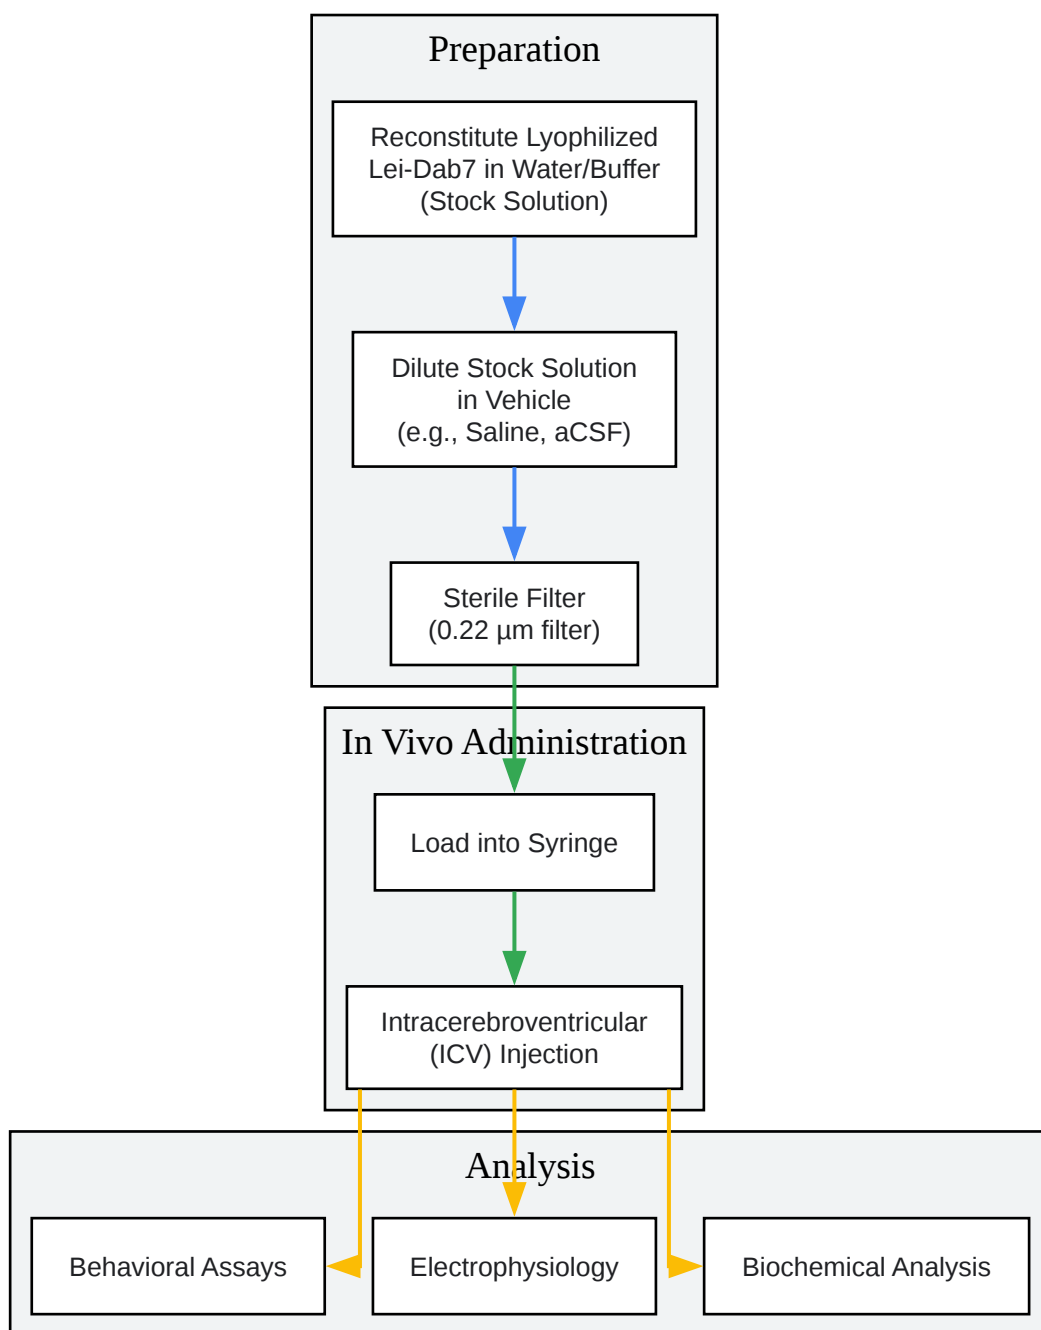 Preparation
Reconstitute Lyophilized
Lei-Dab7 in Water/Buffer
(Stock Solution)
Dilute Stock Solution
in Vehicle
(e.g., Saline, aCSF)
Sterile Filter
(0.22 µm filter)
In Vivo Administration
Load into Syringe
Intracerebroventricular
(ICV) Injection
Analysis
Behavioral Assays
Electrophysiology
Biochemical Analysis